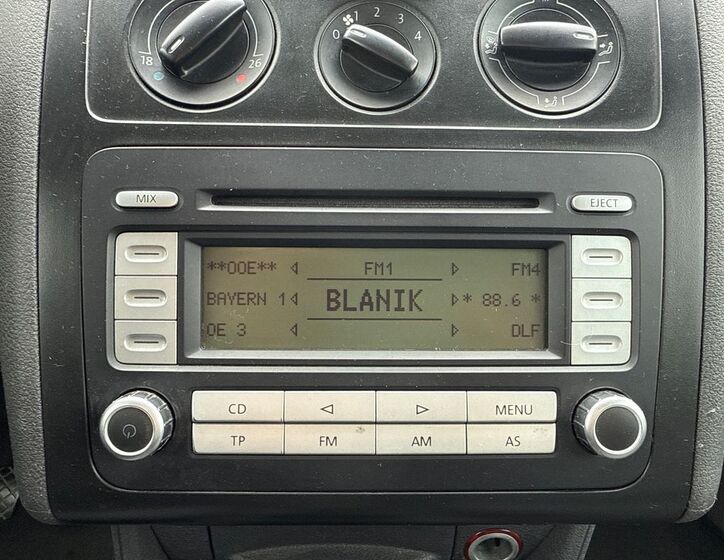 18 26
0 1 2 3 4
MIX EJECT
**OOE** FM1 FM4
BAYERN 1 BLANIK * 88.6 *
OE 3 DLF
CD MENU
TP FM AM AS